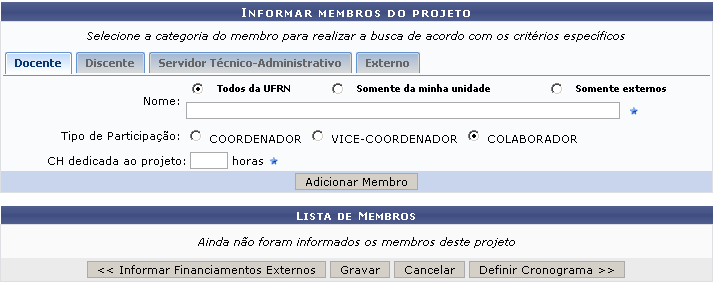 INFORMAR MEMBROS DO PROJETO
Selecione a categoria do membro para realizar a busca de acordo com os critérios específicos
Docente Discente Servidor Técnico-Administrativo Externo
Todos da UFRN Somente da minha unidade Somente externos
Nome:
Tipo de Participação: COORDENADOR VICE-COORDENADOR COLABORADOR
CH dedicada ao projeto: horas
Adicionar Membro
LISTA DE MEMBROS
Ainda não foram informados os membros deste projeto
<< Informar Financiamentos Externos Gravar Cancelar Definir Cronograma >>